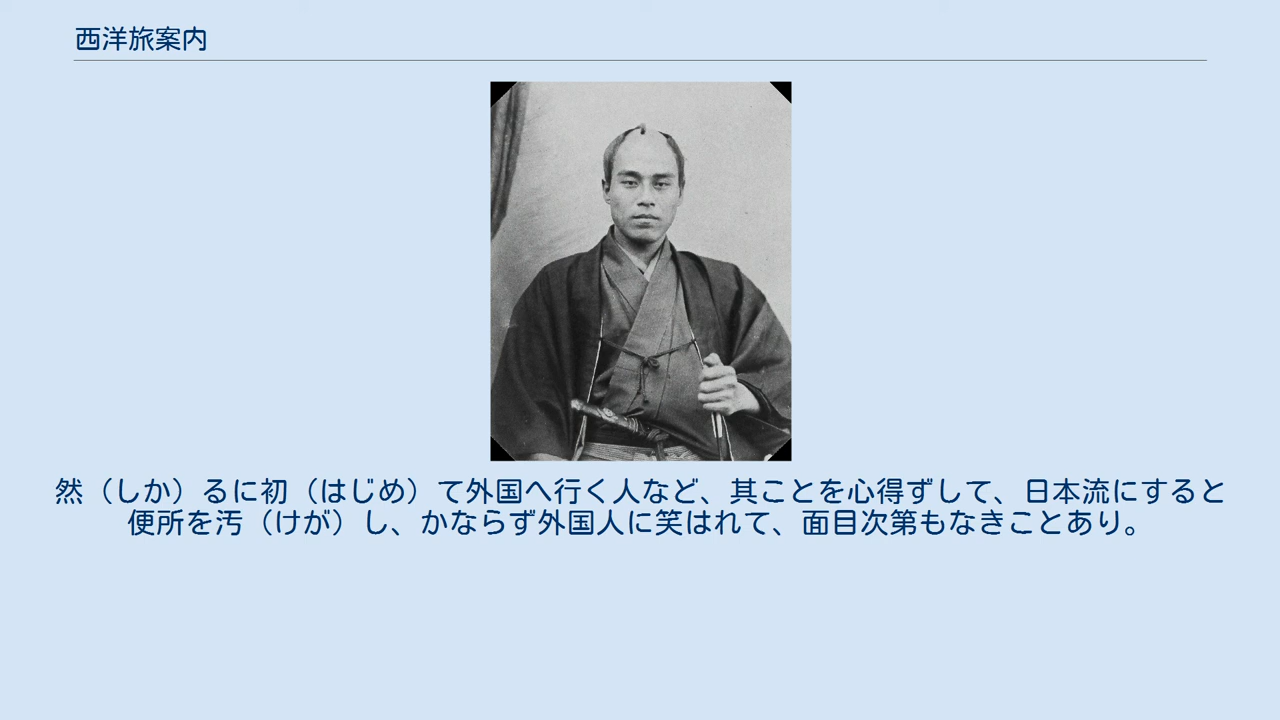 西洋旅案内
然（しか）るに初（はじめ）て外国へ行く人など、其ことを心得ずして、日本流にすると
便所を汚（けが）し、かならず外国人に笑はれて、面目次第もなきことあり。